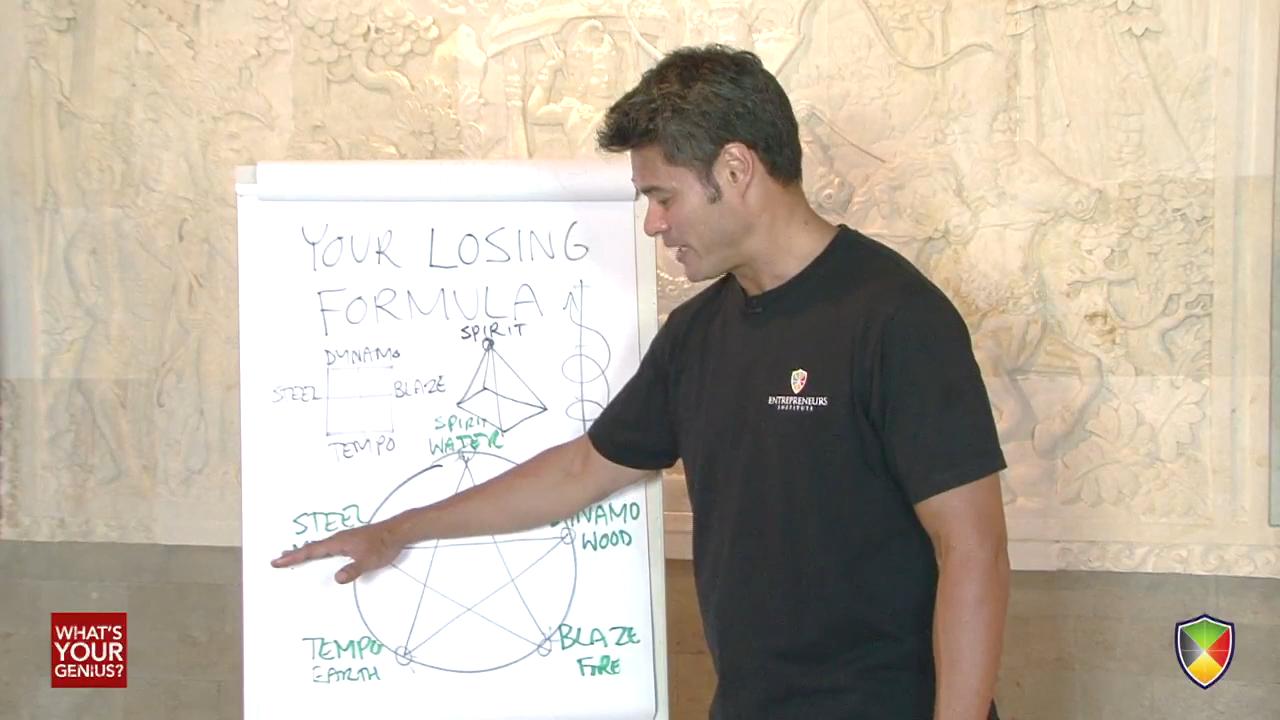 YOUR LOSING
FORMULA
SPIRIT
DYNAMO
STEEL
BLAZE
TEMPO
SPIRIT
WATER
STEEL
DYNAMO
WOOD
TEMPO
EARTH
BLAZE
FIRE
ENTREPRENEURS
INSTITUTE
WHAT'S
YOUR
GENIUS?